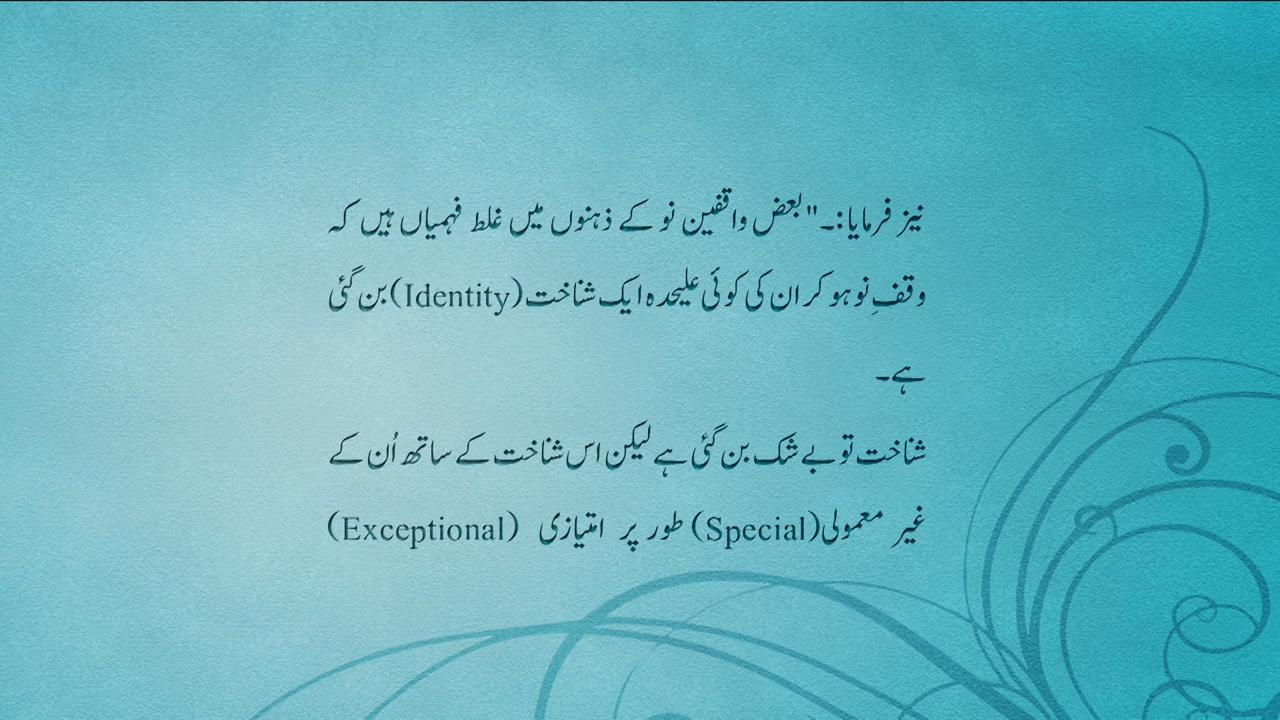 نیز فرمایا:۔"بعض واقفین نو کے ذہنوں میں غلط فہمیاں ہیں کہ
وقفِ نو ہو کر ان کی کوئی علیحدہ ایک شناخت (Identity) بن گئی
ہے۔
شناخت تو بے شک بن گئی ہے لیکن اس شناخت کے ساتھ اُن کے
غیر معمولی (Special) طور پر امتیازی (Exceptional)